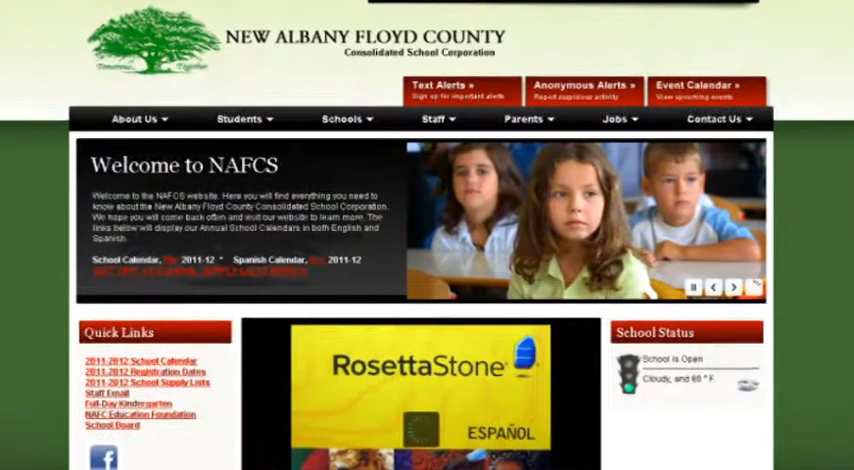 NEW ALBANY FLOYD COUNTY
Consolidated School Corporation
Tomorrow... Together
Text Alerts » Anonymous Alerts » Event Calendar »
Sign up for important alerts Report suspicious activity View upcoming events
About Us Students Schools Staff Parents Jobs Contact Us
Welcome to NAFCS
Welcome to the NAFCS website. Here you will find everything you need to
know about the New Albany Floyd County Consolidated School Corporation.
We hope you will come back often and visit our website to learn more. The
links below will display our Annual School Calendars in both English and
Spanish.
School Calendar, 2011-12 * Spanish Calendar, 2011-12
Quick Links
2011-2012 School Calendar
2011-2012 Registration Dates
2011-2012 School Supply Lists
Staff Email
Full-Day Kindergarten
NAFC Education Foundation
School Board
f
RosettaStone
ESPAÑOL
School Status
School is Open
Cloudy, and 60 ° F